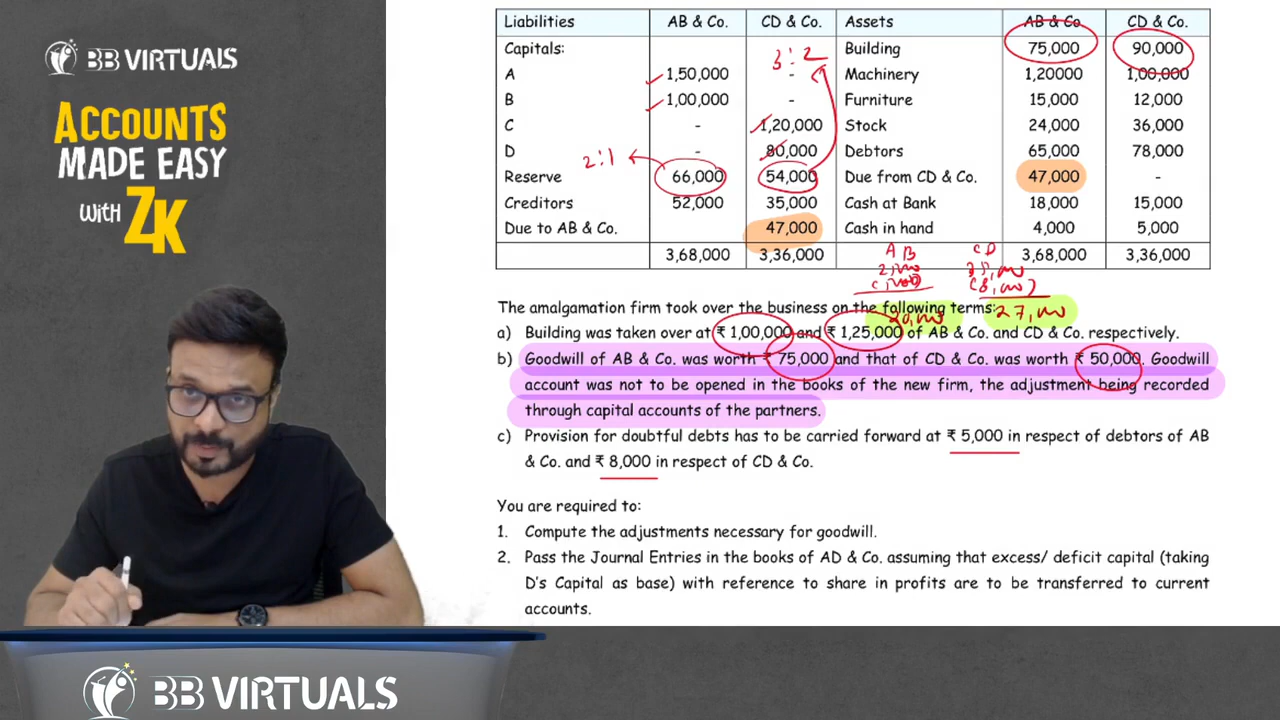 BB VIRTUALS
ACCOUNTS
MADE EASY
WITH ZK
Liabilities AB & Co. CD & Co. Assets AB & Co. CD & Co.
Capitals: 3:2 Building 75,000 90,000
A 1,50,000 - Machinery 1,20000 1,00,000
B 1,00,000 - Furniture 15,000 12,000
C - 1,20,000 Stock 24,000 36,000
D - 80,000 Debtors 65,000 78,000
2:1
Reserve 66,000 54,000 Due from CD & Co. 47,000 -
Creditors 52,000 35,000 Cash at Bank 18,000 15,000
Due to AB & Co. 47,000 Cash in hand 4,000 5,000
3,68,000 3,36,000 3,68,000 3,36,000
AB CD
The amalgamation firm took over the business on the following terms:
27,000
a) Building was taken over at ₹ 1,00,000 and ₹ 1,25,000 of AB & Co. and CD & Co. respectively.
b) Goodwill of AB & Co. was worth ₹ 75,000 and that of CD & Co. was worth ₹ 50,000. Goodwill
account was not to be opened in the books of the new firm, the adjustment being recorded
through capital accounts of the partners.
c) Provision for doubtful debts has to be carried forward at ₹ 5,000 in respect of debtors of AB
& Co. and ₹ 8,000 in respect of CD & Co.
You are required to:
1. Compute the adjustments necessary for goodwill.
2. Pass the Journal Entries in the books of AD & Co. assuming that excess/ deficit capital (taking
D's Capital as base) with reference to share in profits are to be transferred to current
accounts.
BB VIRTUALS